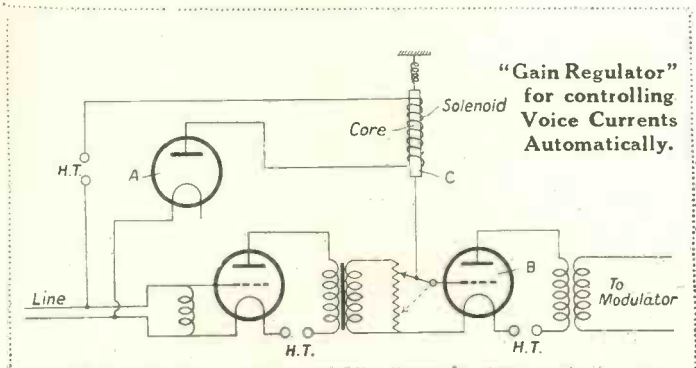 "Gain Regulator"
for controlling
Voice Currents
Automatically.
Solenoid
Core
C
H.T.
A
B
Line
To
Modulator
H.T.
H.T.